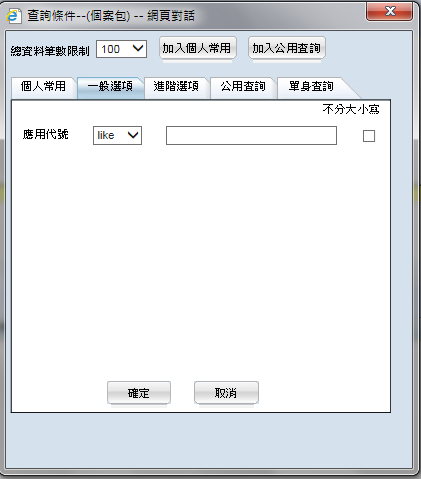 查詢條件--(個案包) -- 網頁對話
總資料筆數限制 100 加入個人常用 加入公用查詢
個人常用 一般選項 進階選項 公用查詢 單身查詢
不分大小寫
應用代號 like
確定 取消